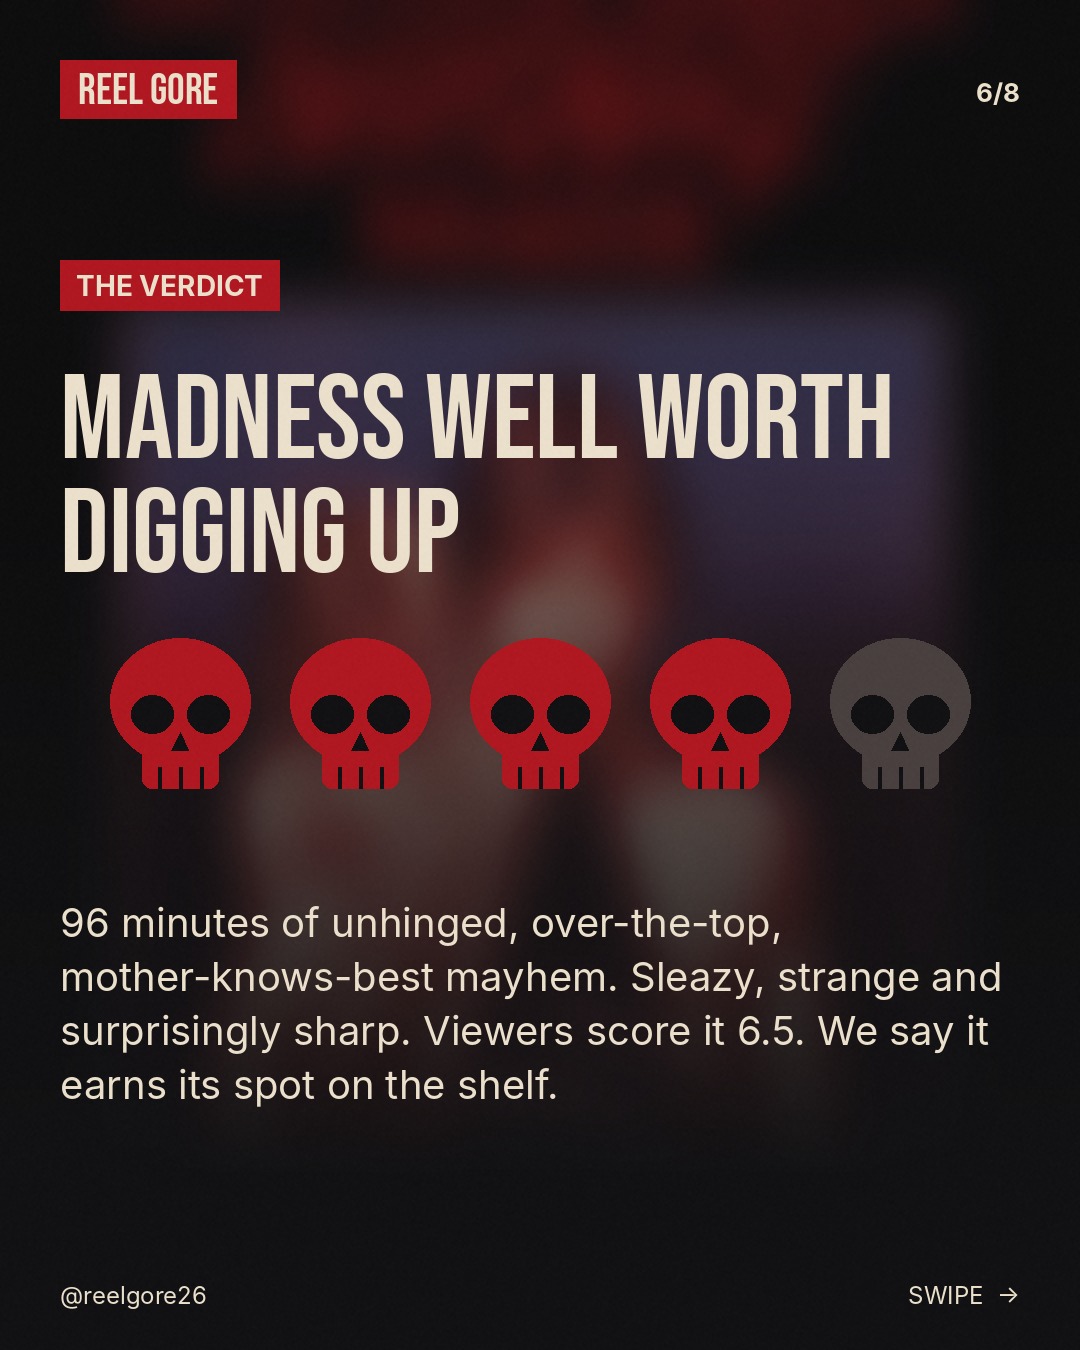 REEL GORE
6/8
THE VERDICT
MADNESS WELL WORTH
DIGGING UP
96 minutes of unhinged, over-the-top,
mother-knows-best mayhem. Sleazy, strange and
surprisingly sharp. Viewers score it 6.5. We say it
earns its spot on the shelf.
@reelgore26
SWIPE →